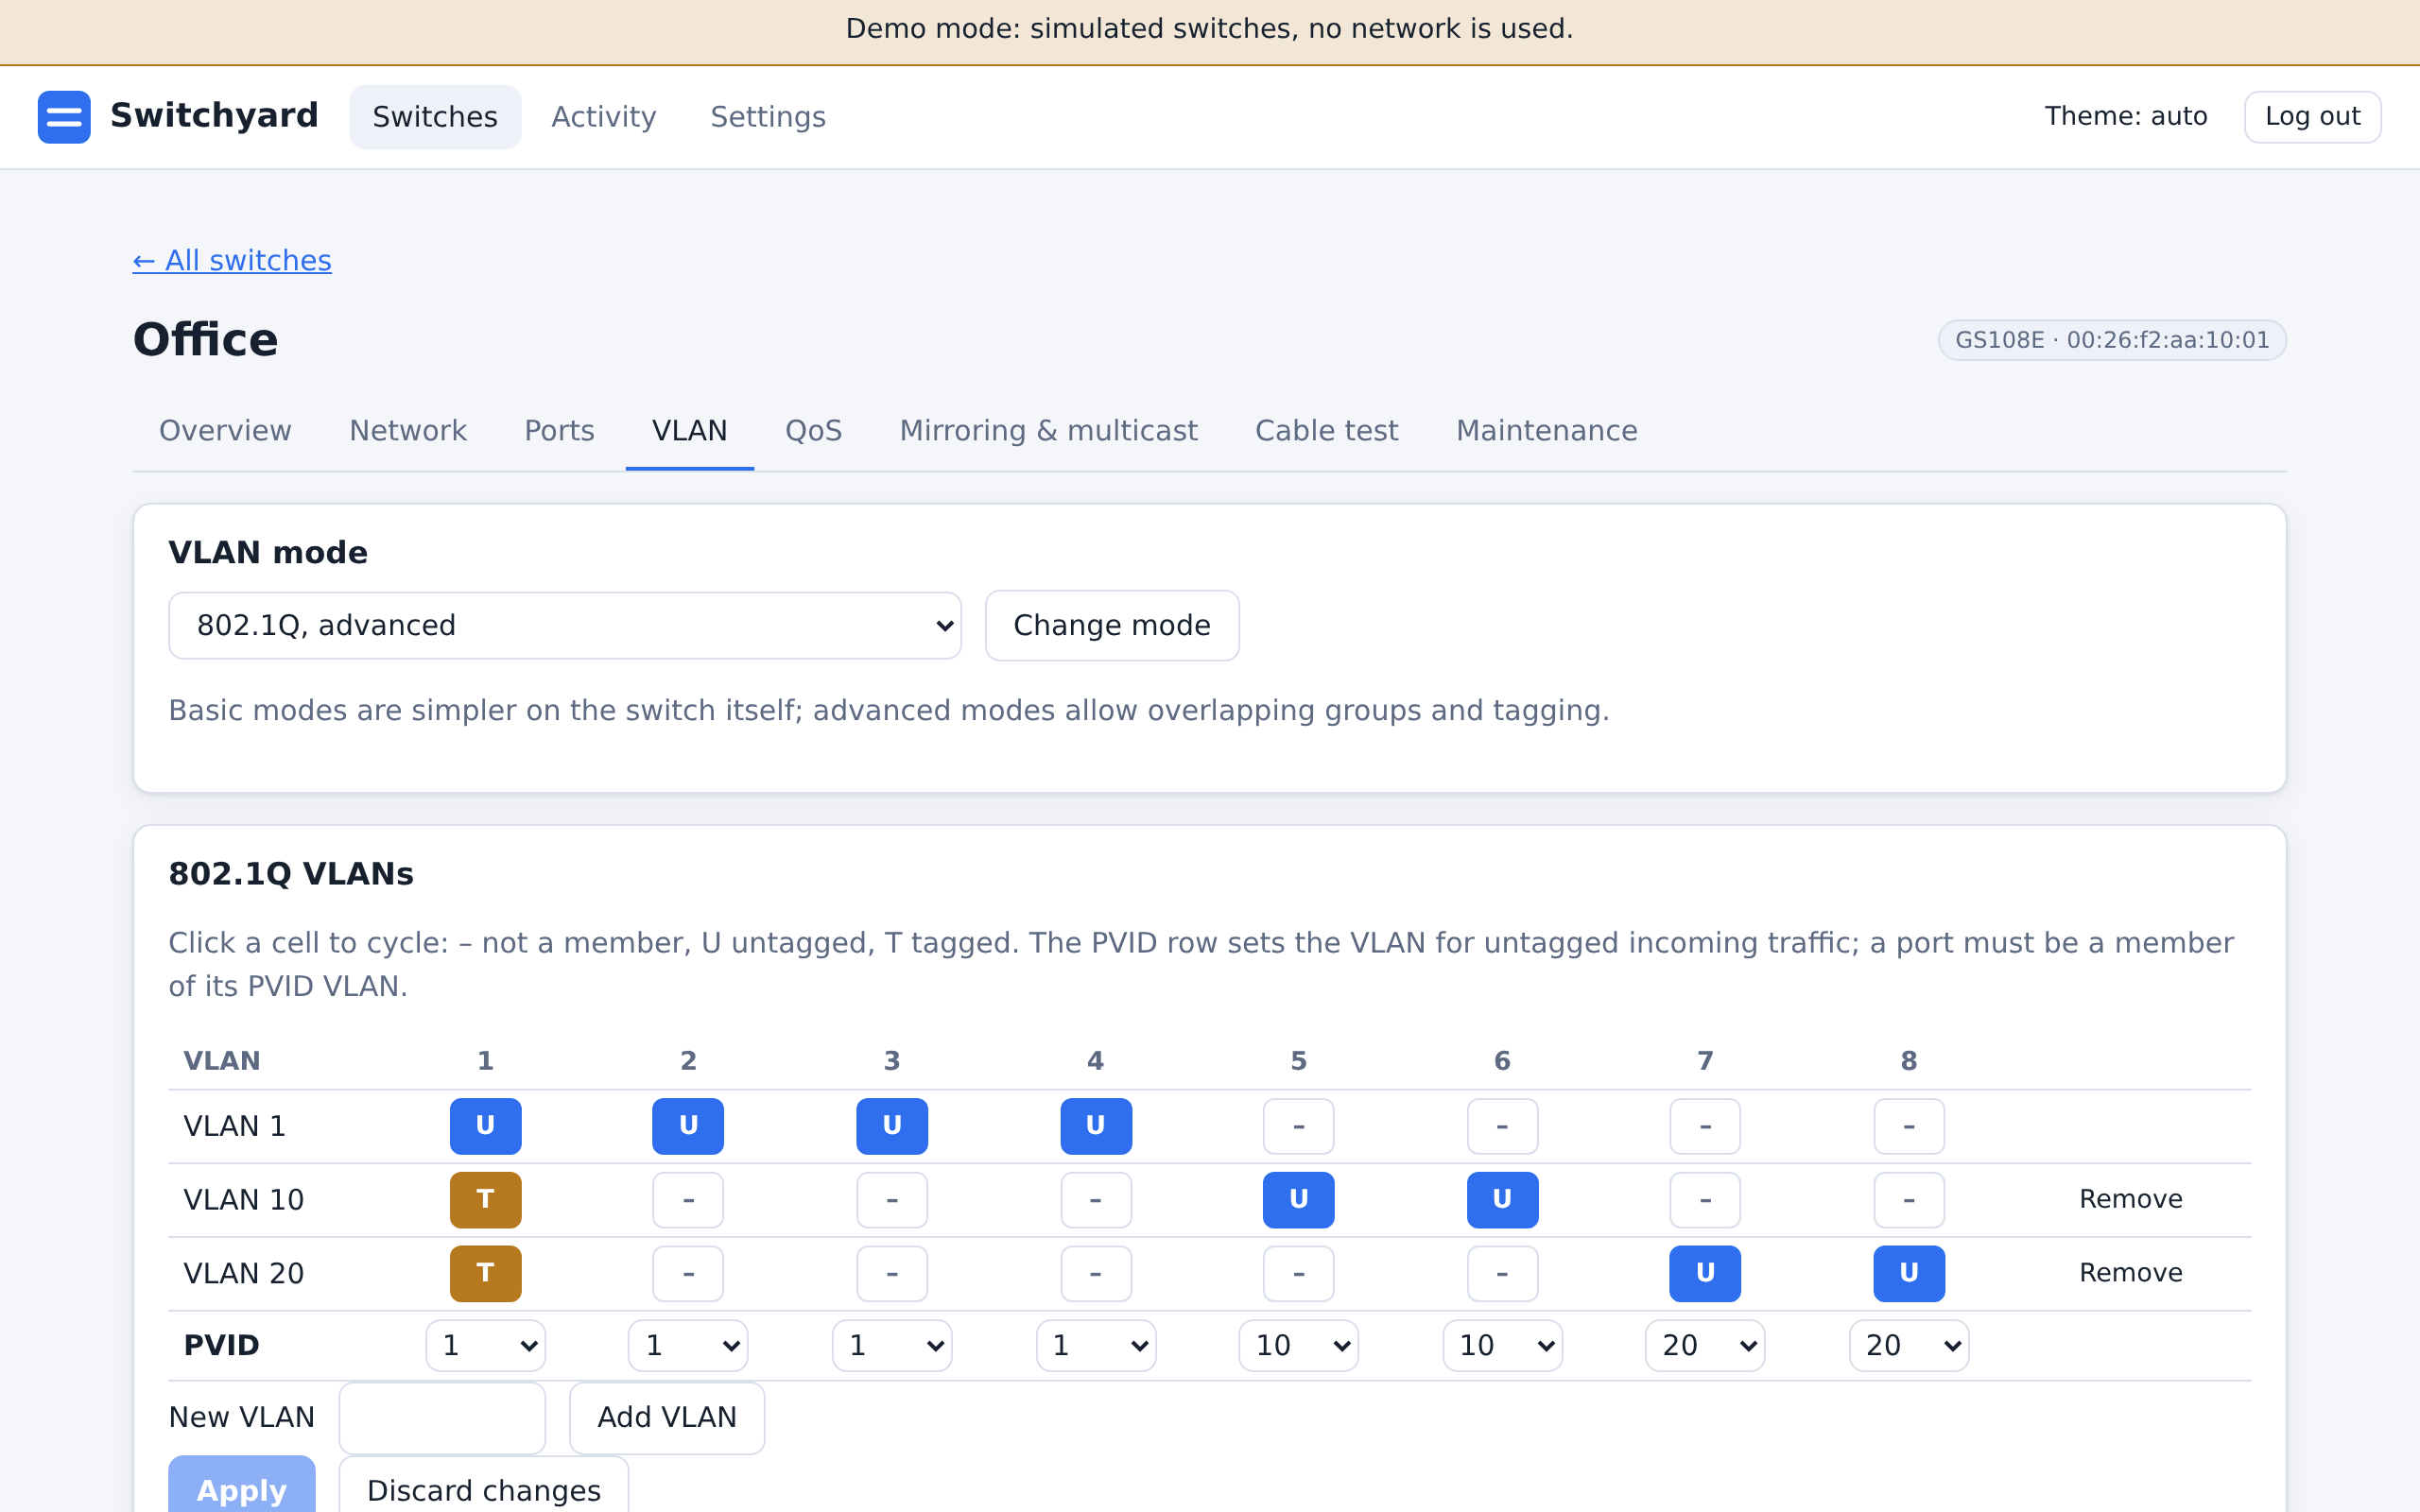 Demo mode: simulated switches, no network is used.
Switchyard Switches Activity Settings Theme: auto Log out
← All switches
Office GS108E · 00:26:f2:aa:10:01
Overview Network Ports VLAN QoS Mirroring & multicast Cable test Maintenance
VLAN mode
802.1Q, advanced Change mode
Basic modes are simpler on the switch itself; advanced modes allow overlapping groups and tagging.
802.1Q VLANs
Click a cell to cycle: – not a member, U untagged, T tagged. The PVID row sets the VLAN for untagged incoming traffic; a port must be a member
of its PVID VLAN.
VLAN 1 2 3 4 5 6 7 8
VLAN 1 U U U U – – – –
VLAN 10 T – – – U U – – Remove
VLAN 20 T – – – – – U U Remove
PVID 1 1 1 1 10 10 20 20
New VLAN Add VLAN
Apply Discard changes